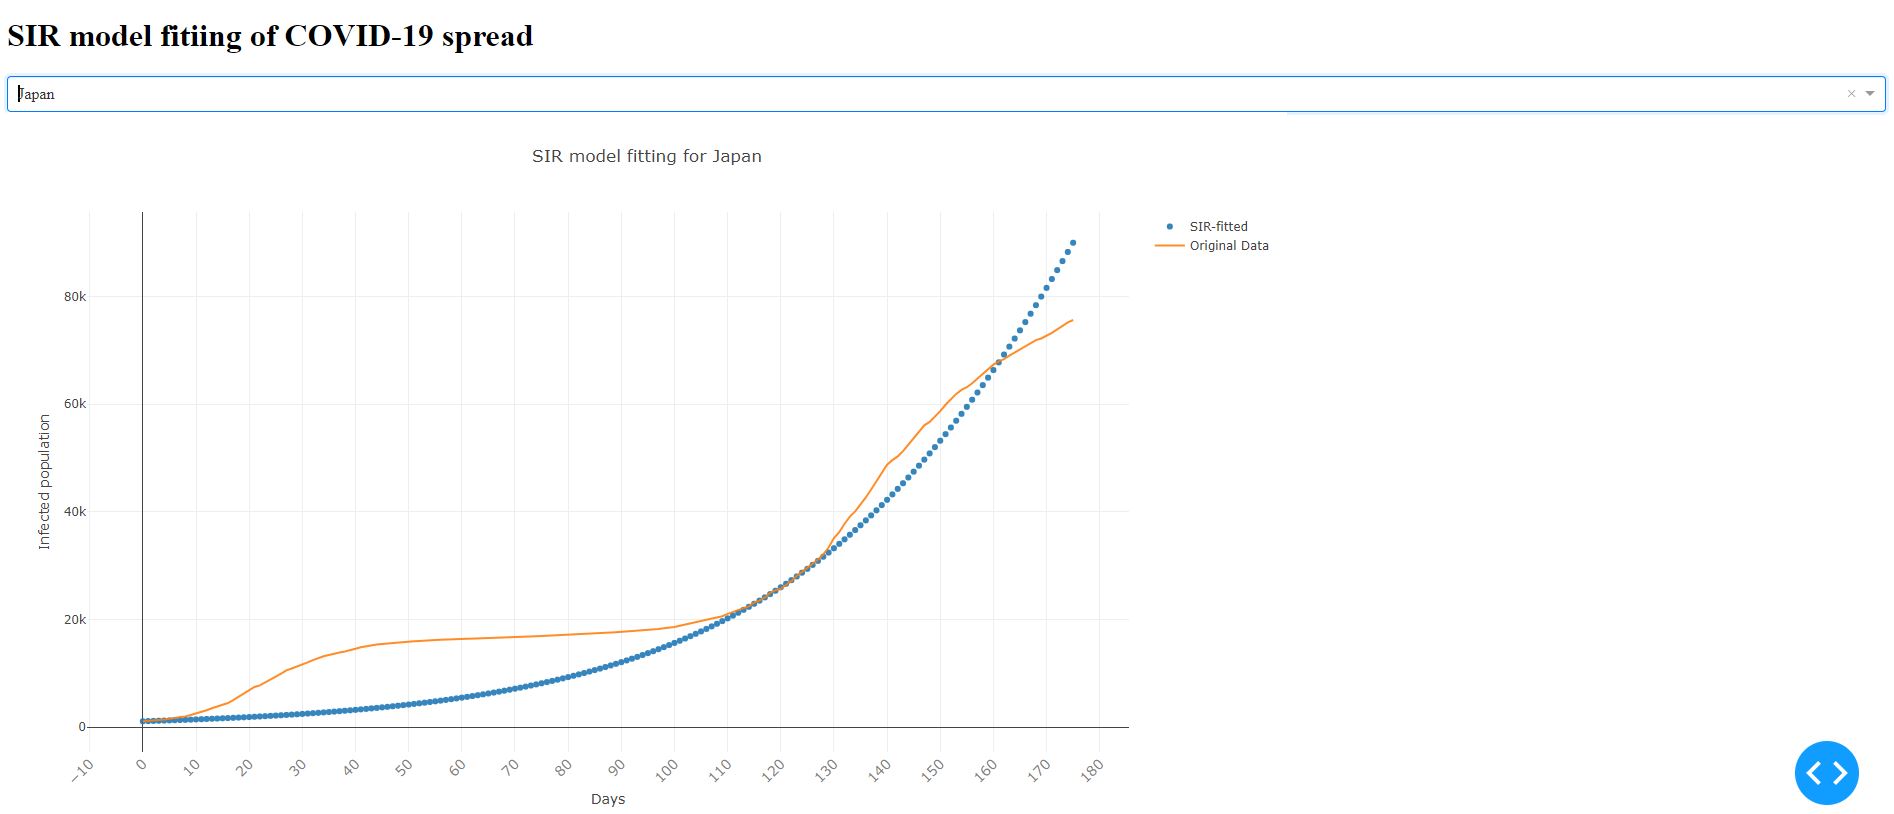 SIR model fitiing of COVID-19 spread
Japan
×
SIR model fitting for Japan
SIR-fitted
Original Data
80k
60k
40k
20k
0
Infected population
−10 0 10 20 30 40 50 60 70 80 90 100 110 120 130 140 150 160 170 180
Days